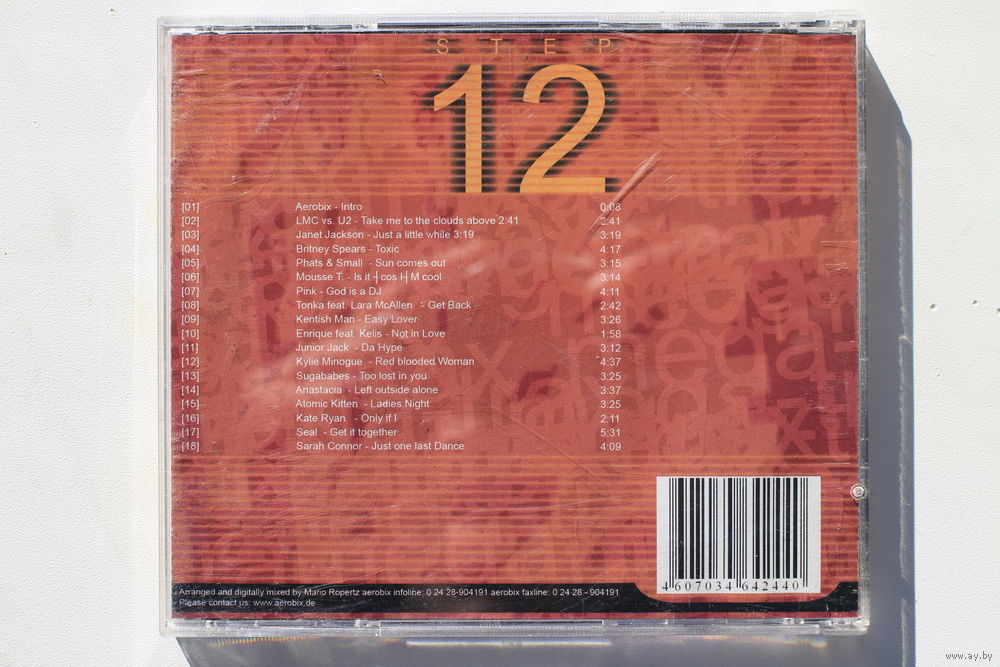 STEP
12
[01] Aerobix - Intro 0:08
[02] LMC vs. U2 - Take me to the clouds above 2:41 2:41
[03] Janet Jackson - Just a little while 3:19 3:19
[04] Britney Spears - Toxic 4:17
[05] Phats & Small - Sun comes out 3:15
[06] Mousse T. - Is it ┤cos I┤M cool 3:14
[07] Pink - God is a DJ 4:11
[08] Tonka feat. Lara McAllen - Get Back 2:42
[09] Kentish Man - Easy Lover 3:26
[10] Enrique feat. Kelis - Not in Love 1:58
[11] Junior Jack - Da Hype 3:12
[12] Kylie Minogue - Red blooded Woman 4:37
[13] Sugababes - Too lost in you 3:25
[14] Anastacia - Left outside alone 3:37
[15] Atomic Kitten - Ladies Night 3:25
[16] Kate Ryan - Only if I 2:11
[17] Seal - Get it together 5:31
[18] Sarah Connor - Just one last Dance 4:09
4 607034 642440
Arranged and digitally mixed by Mario Ropertz aerobix infoline: 0 24 28-904191 aerobix faxline: 0 24 28 - 904191
Please contact us: www.aerobix.de
www.ay.by